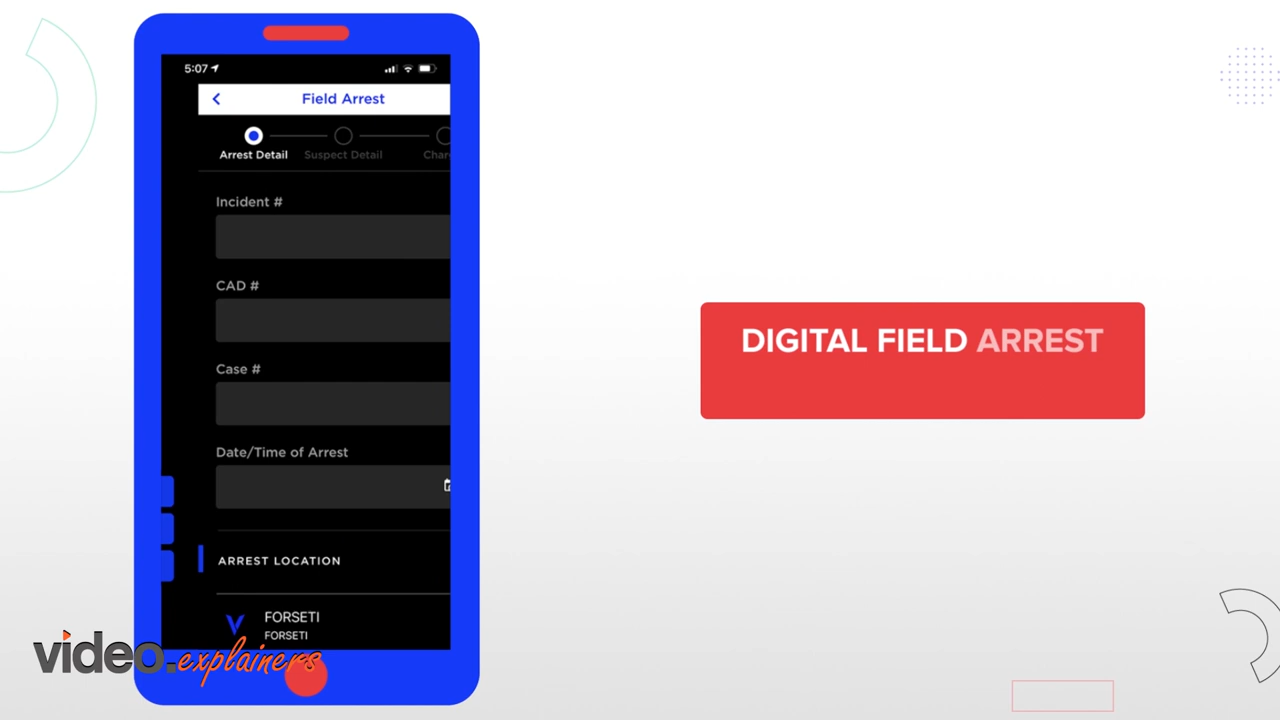 5:07
Field Arrest
Arrest Detail
Suspect Detail
Char
Incident #
CAD #
Case #
Date/Time of Arrest
ARREST LOCATION
FORSETI
FORSETI
video.explainers
DIGITAL FIELD ARREST